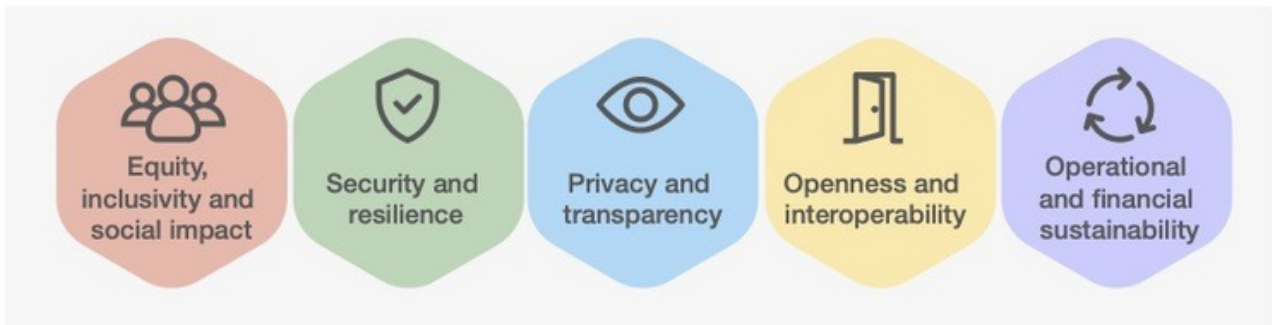 Equity,
inclusivity and
social impact
Security and
resilience
Privacy and
transparency
Openness and
interoperability
Operational
and financial
sustainability